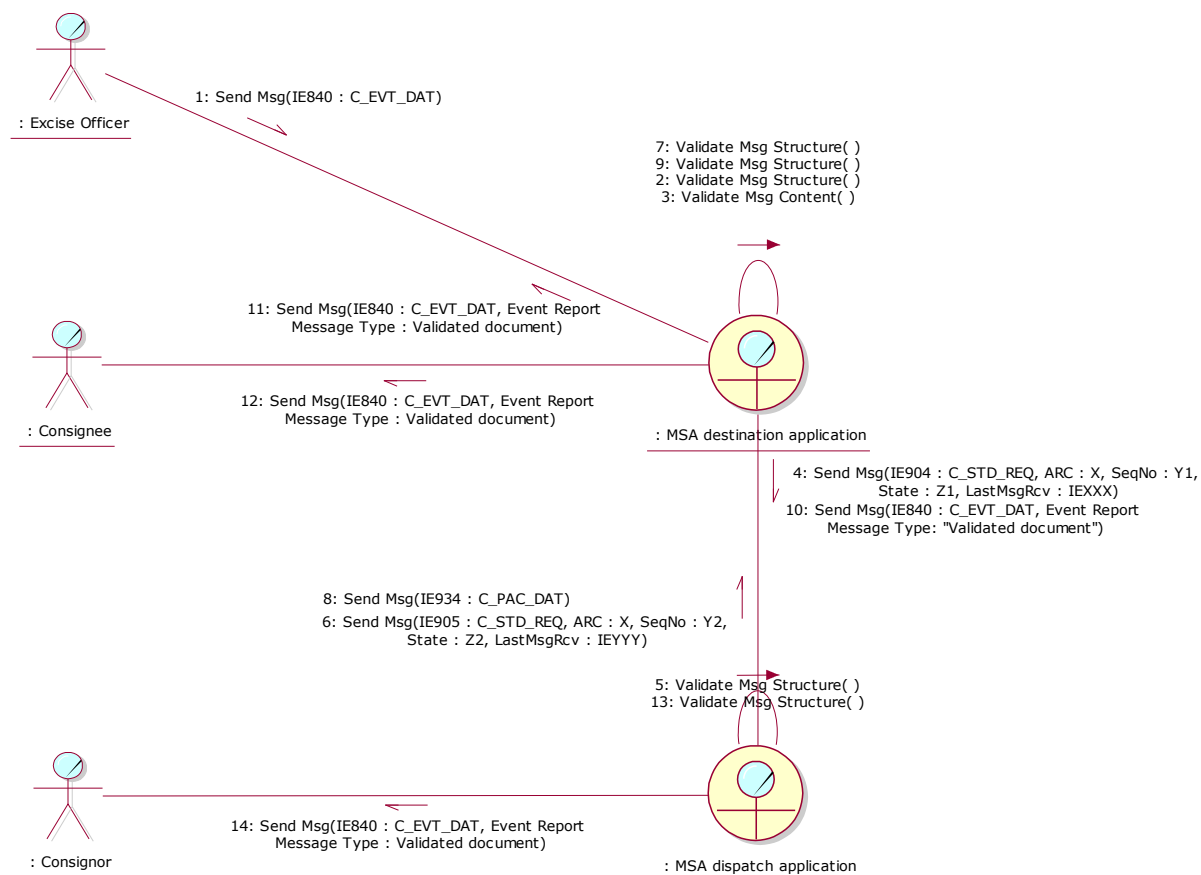 1: Send Msg(IE840 : C_EVT_DAT)
: Excise Officer
7: Validate Msg Structure( )
9: Validate Msg Structure( )
2: Validate Msg Structure( )
3: Validate Msg Content( )
11: Send Msg(IE840 : C_EVT_DAT, Event Report
Message Type : Validated document)
12: Send Msg(IE840 : C_EVT_DAT, Event Report
Message Type : Validated document)
: Consignee
: MSA destination application
4: Send Msg(IE904 : C_STD_REQ, ARC : X, SeqNo : Y1,
State : Z1, LastMsgRcv : IEXXX)
10: Send Msg(IE840 : C_EVT_DAT, Event Report
Message Type: "Validated document")
8: Send Msg(IE934 : C_PAC_DAT)
6: Send Msg(IE905 : C_STD_REQ, ARC : X, SeqNo : Y2,
State : Z2, LastMsgRcv : IEYYY)
5: Validate Msg Structure( )
13: Validate Msg Structure( )
14: Send Msg(IE840 : C_EVT_DAT, Event Report
Message Type : Validated document)
: Consignor
: MSA dispatch application